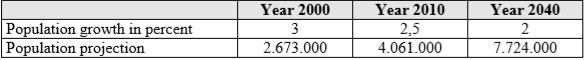 Year 2000 Year 2010 Year 2040
Population growth in percent 3 2,5 2
Population projection 2.673.000 4.061.000 7.724.000